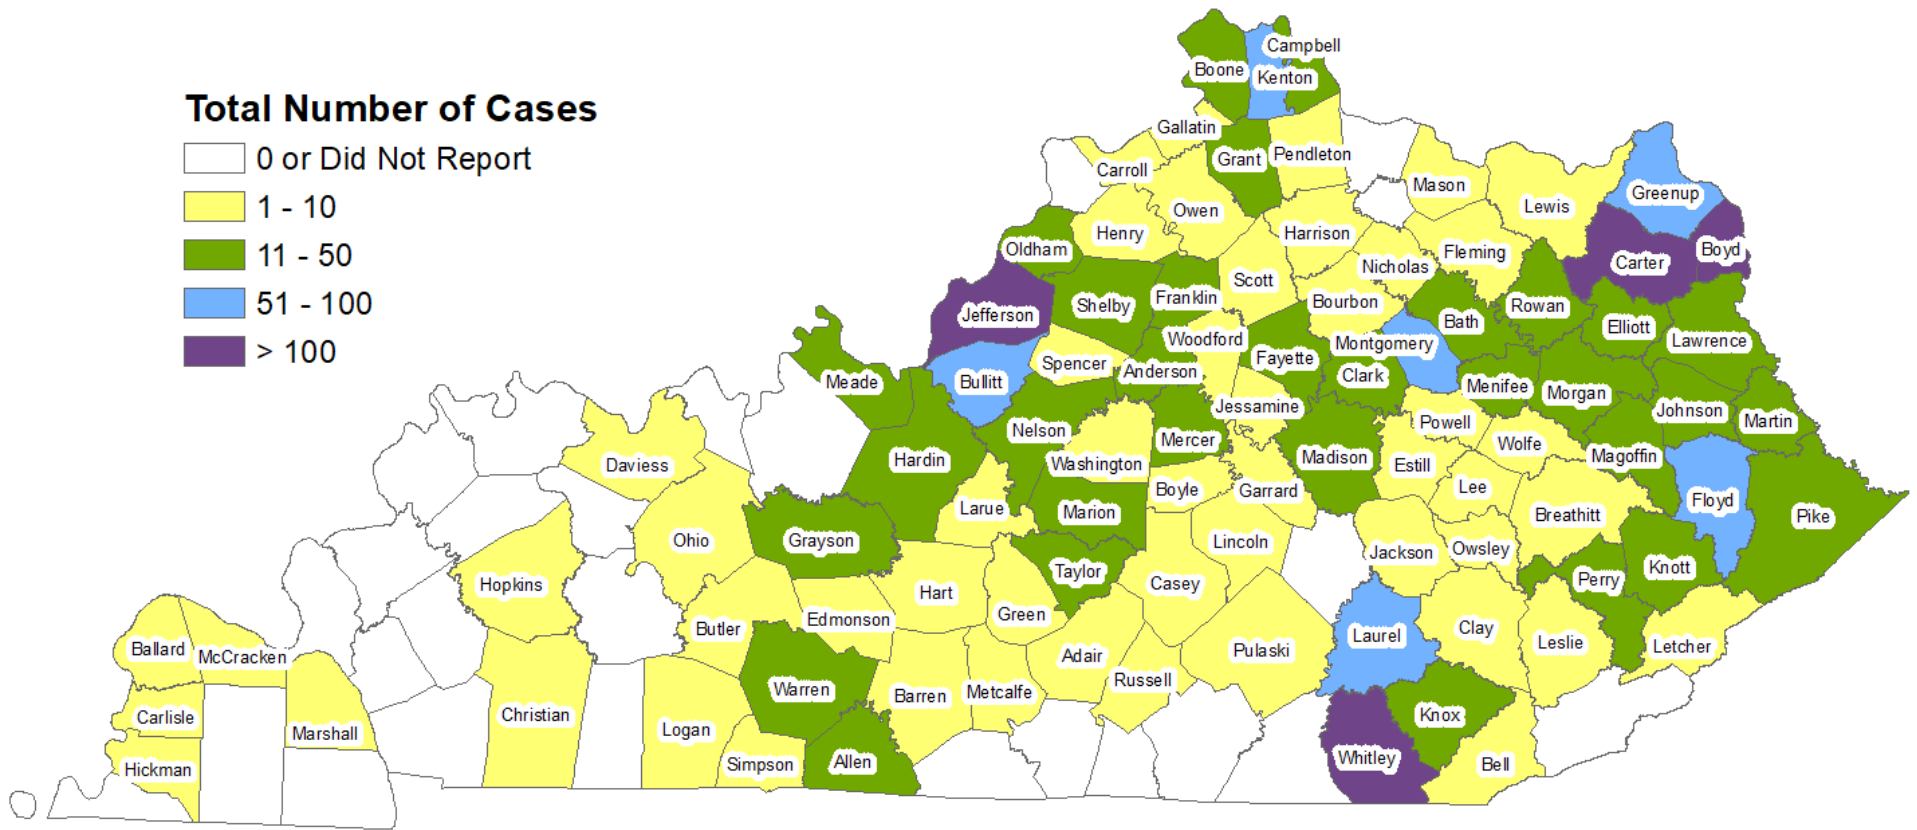 Total Number of Cases
0 or Did Not Report
1 - 10
11 - 50
51 - 100
> 100
Campbell
Boone
Kenton
Gallatin
Grant
Pendleton
Carroll
Mason
Greenup
Owen
Lewis
Henry
Harrison
Oldham
Fleming
Boyd
Carter
Nicholas
Scott
Franklin
Shelby
Bourbon
Rowan
Jefferson
Bath
Elliott
Woodford
Montgomery
Lawrence
Fayette
Spencer
Anderson
Clark
Meade
Bullitt
Menifee
Morgan
Jessamine
Johnson
Powell
Martin
Nelson
Mercer
Wolfe
Magoffin
Hardin
Washington
Madison
Estill
Daviess
Lee
Boyle
Garrard
Floyd
Larue
Marion
Breathitt
Pike
Ohio
Grayson
Lincoln
Jackson
Owsley
Taylor
Knott
Perry
Hopkins
Casey
Hart
Green
Edmonson
Butler
Clay
Laurel
Leslie
Letcher
Ballard
McCracken
Adair
Pulaski
Russell
Warren
Barren
Metcalfe
Carlisle
Christian
Knox
Marshall
Logan
Whitley
Hickman
Simpson
Allen
Bell